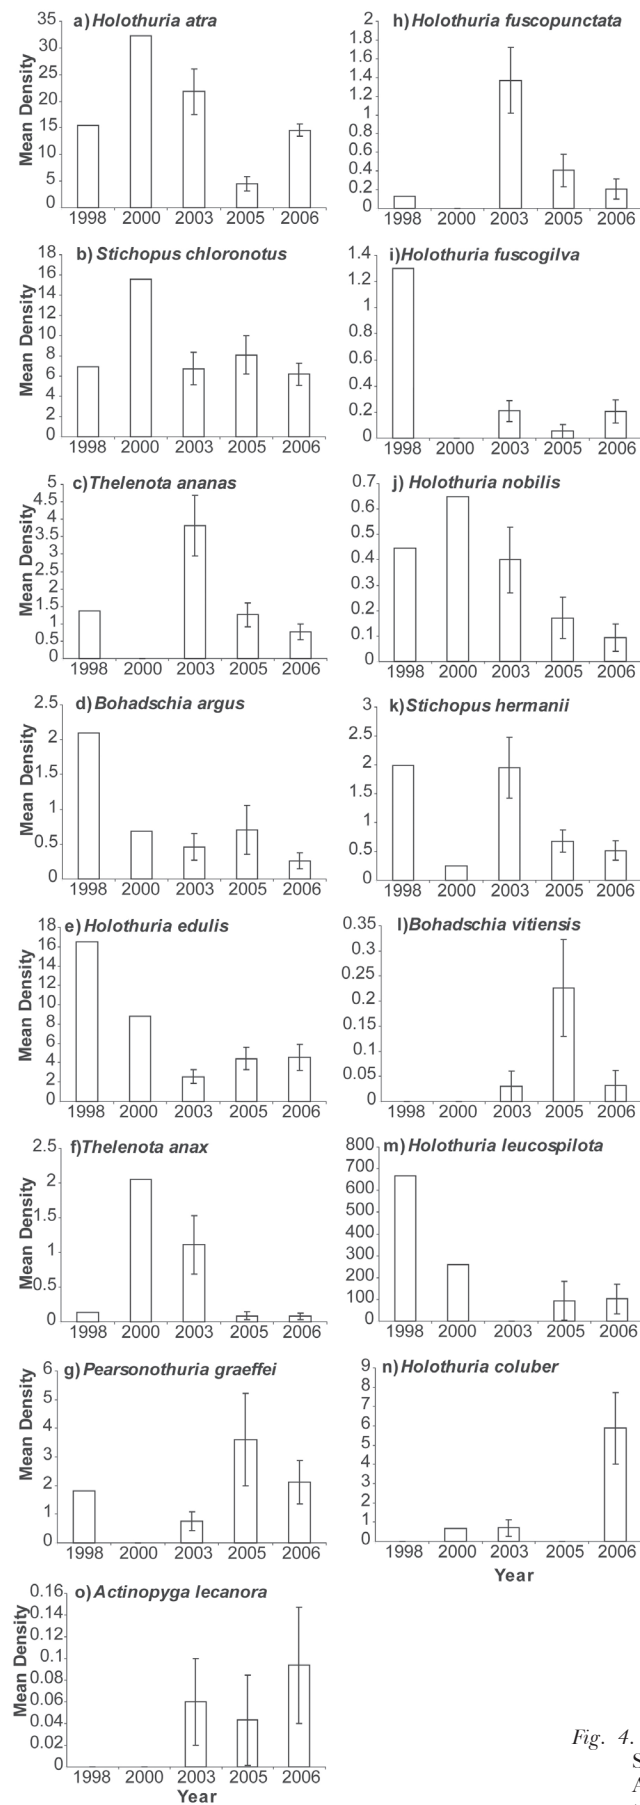 a) Holothuria atra
Mean Density
35
30
25
20
15
10
5
0
1998 2000 2003 2005 2006
h) Holothuria fuscopunctata
2
1.8
1.6
1.4
1.2
1
0.8
0.6
0.4
0.2
0
1998 2000 2003 2005 2006
b) Stichopus chloronotus
Mean Density
18
16
14
12
10
8
6
4
2
0
1998 2000 2003 2005 2006
i)Holothuria fuscogilva
1.4
1.2
1
0.8
0.6
0.4
0.2
0
1998 2000 2003 2005 2006
c) Thelenota ananas
Mean Density
5
4.5
4
3.5
3
2.5
2
1.5
1
0.5
0
1998 2000 2003 2005 2006
j) Holothuria nobilis
0.7
0.6
0.5
0.4
0.3
0.2
0.1
0
1998 2000 2003 2005 2006
d) Bohadschia argus
Mean Density
2.5
2
1.5
1
0.5
0
1998 2000 2003 2005 2006
k)Stichopus hermanii
3
2.5
2
1.5
1
0.5
0
1998 2000 2003 2005 2006
e) Holothuria edulis
Mean Density
18
16
14
12
10
8
6
4
2
0
1998 2000 2003 2005 2006
l)Bohadschia vitiensis
0.35
0.3
0.25
0.2
0.15
0.1
0.05
0
1998 2000 2003 2005 2006
f)Thelenota anax
Mean Density
2.5
2
1.5
1
0.5
0
1998 2000 2003 2005 2006
m) Holothuria leucospilota
800
700
600
500
400
300
200
100
0
1998 2000 2003 2005 2006
g) Pearsonothuria graeffei
Mean Density
6
5
4
3
2
1
0
1998 2000 2003 2005 2006
n) Holothuria coluber
9
8
7
6
5
4
3
2
1
0
1998 2000 2003 2005 2006
Year
o) Actinopyga lecanora
Mean Density
0.16
0.14
0.12
0.1
0.08
0.06
0.04
0.02
0
1998 2000 2003 2005 2006
Year
Fig. 4.
S
A